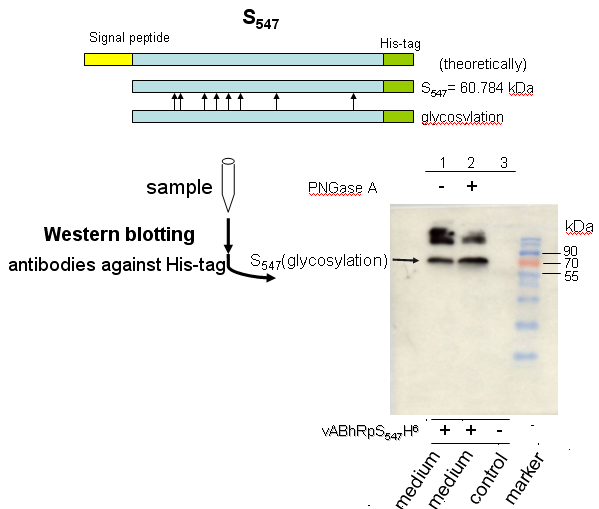 S547
Signal peptide
His-tag
(theoretically)
S547= 60.784 kDa
glycosylation
1 2 3
PNGase A - +
sample
Western blotting
antibodies against His-tag
S547(glycosylation)
kDa
90
70
55
vABhRpS547H6 + + - -
medium
medium
control
marker